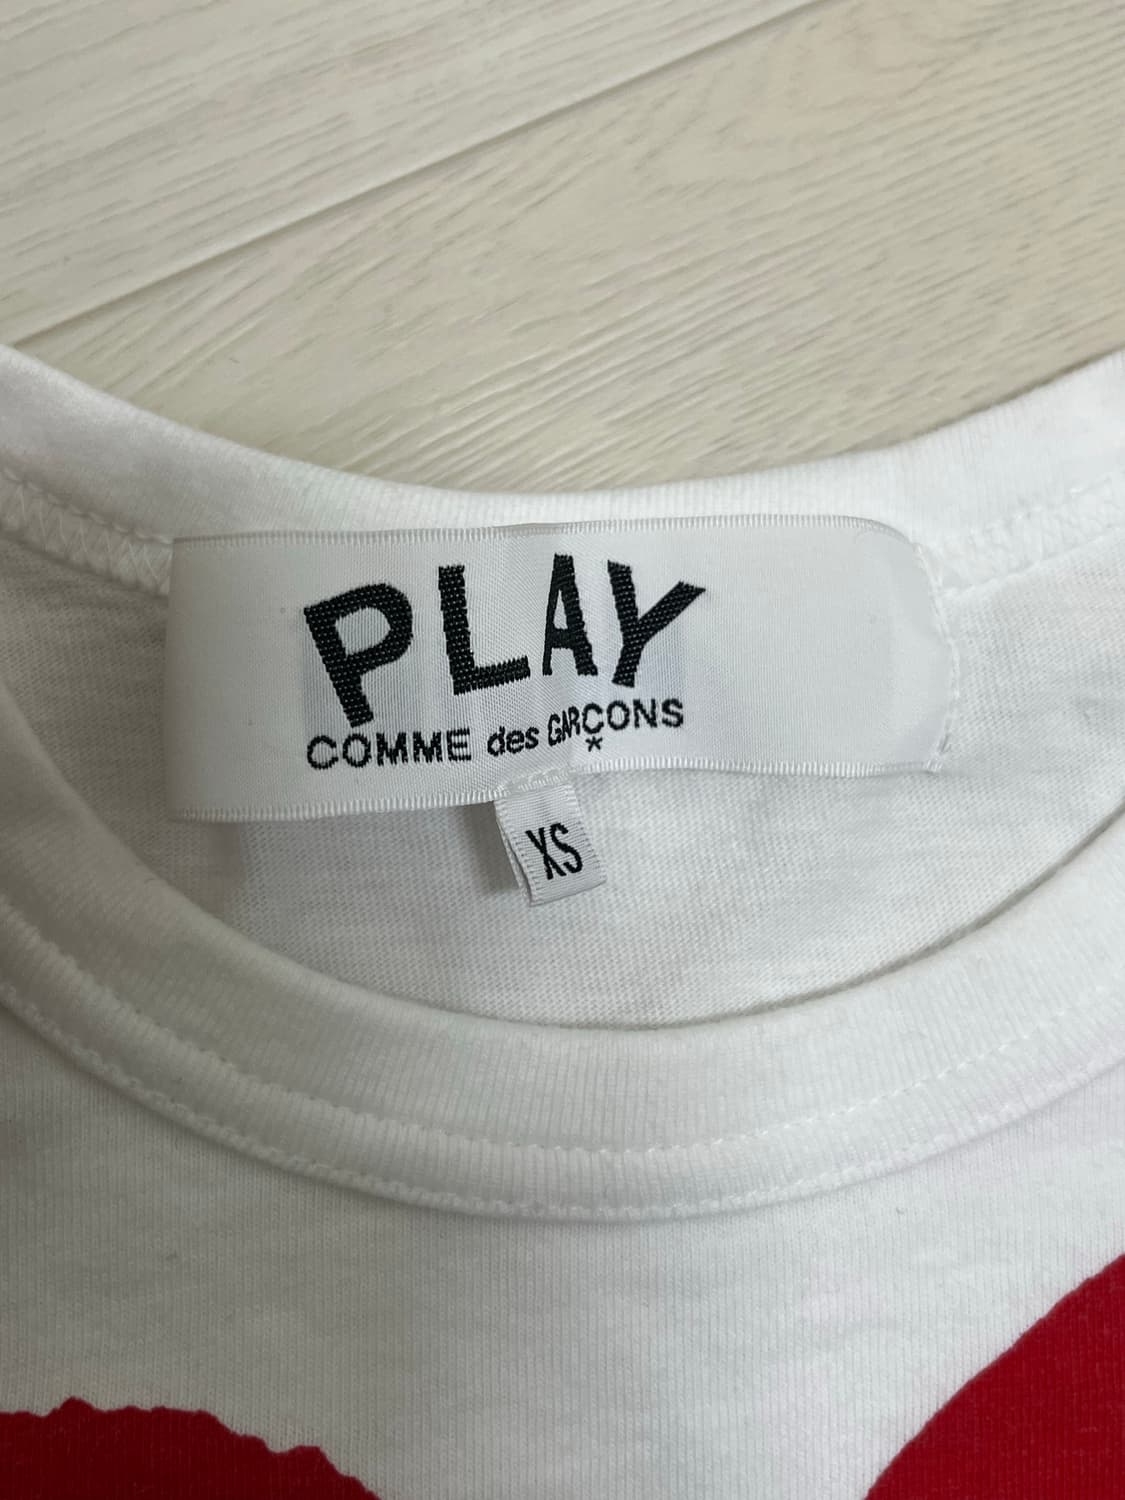 PLAY
COMME des GARÇONS
*
XS